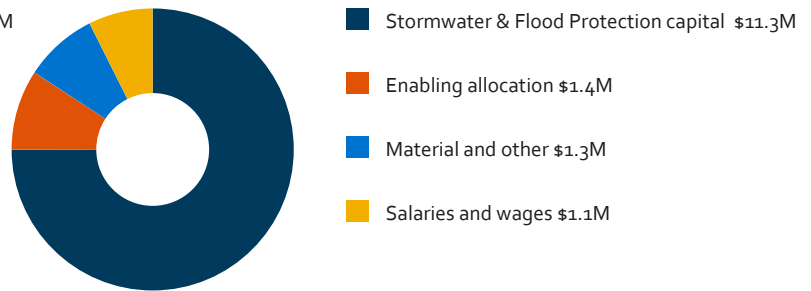 M
Stormwater & Flood Protection capital $11.3M
Enabling allocation $1.4M
Material and other $1.3M
Salaries and wages $1.1M